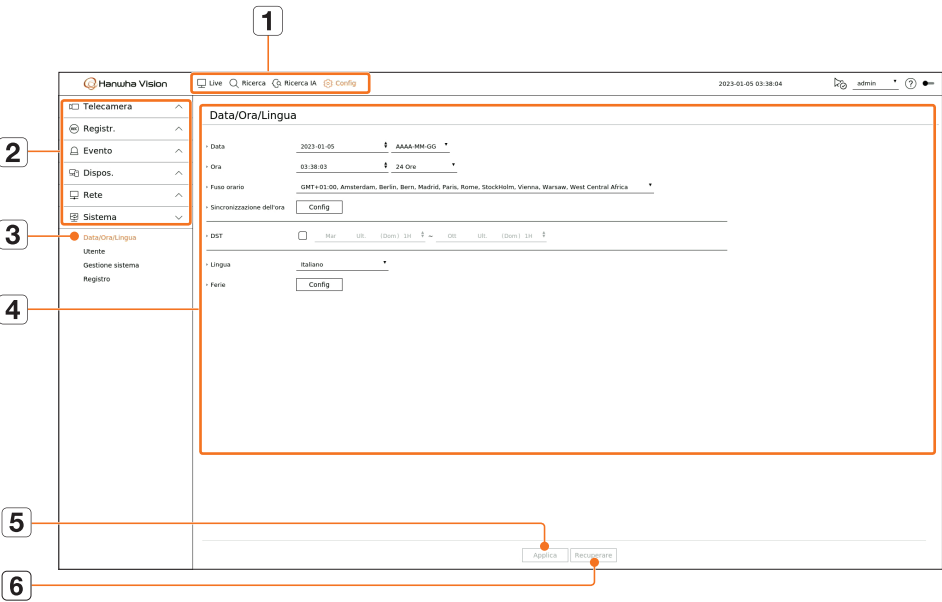 1
Hanwha Vision Live Ricerca Ricerca IA Config 2023-01-05 03:38:04 admin ?
Telecamera
Registr.
Evento
Dispos.
Rete
Sistema
Data/Ora/Lingua
Utente
Gestione sistema
Registro
2
3
4
Data/Ora/Lingua
Data 2023-01-05 AAAA-MM-GG
Ora 03:38:03 24 Ore
Fuso orario GMT+01:00, Amsterdam, Berlin, Bern, Madrid, Paris, Rome, StockHolm, Vienna, Warsaw, West Central Africa
Sincronizzazione dell'ora Config
DST Mar Ult. (Dom) 1H ~ Ott Ult. (Dom) 1H
Lingua Italiano
Ferie Config
5
Applica Recuperare
6